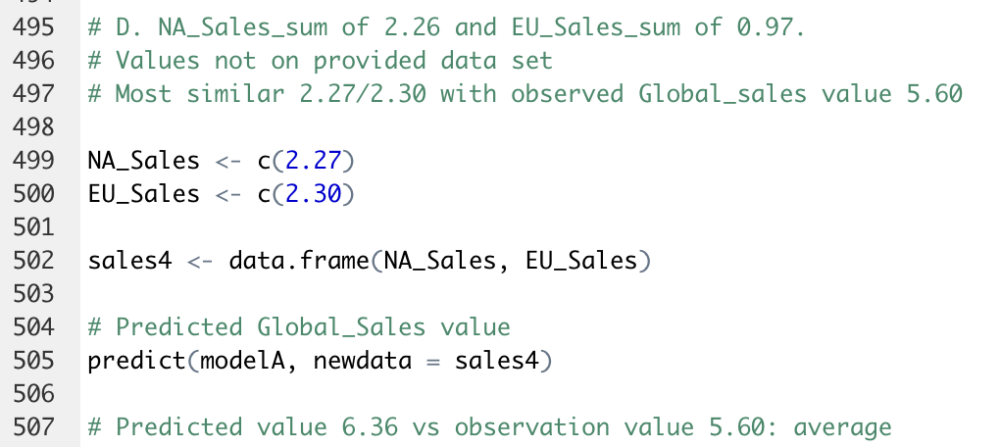 495 # D. NA_Sales_sum of 2.26 and EU_Sales_sum of 0.97.
496 # Values not on provided data set
497 # Most similar 2.27/2.30 with observed Global_sales value 5.60
498
499 NA_Sales <- c(2.27)
500 EU_Sales <- c(2.30)
501
502 sales4 <- data.frame(NA_Sales, EU_Sales)
503
504 # Predicted Global_Sales value
505 predict(modelA, newdata = sales4)
506
507 # Predicted value 6.36 vs observation value 5.60: average